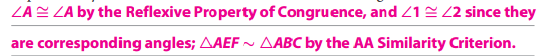 ∠A ≅ ∠A by the Reflexive Property of Congruence, and ∠1 ≅ ∠2 since they
are corresponding angles; △AEF ∼ △ABC by the AA Similarity Criterion.